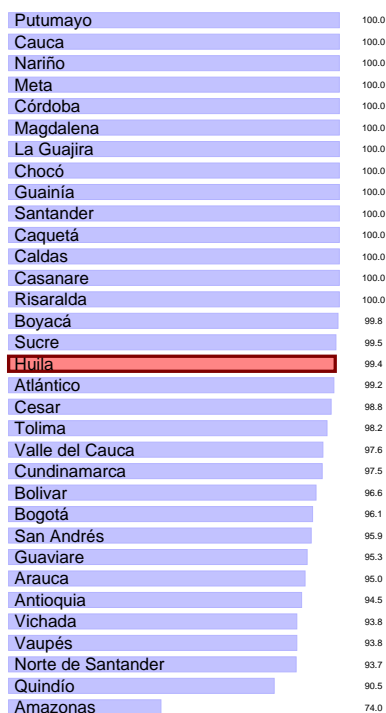 Putumayo 100.0
Cauca 100.0
Nariño 100.0
Meta 100.0
Córdoba 100.0
Magdalena 100.0
La Guajira 100.0
Chocó 100.0
Guainía 100.0
Santander 100.0
Caquetá 100.0
Caldas 100.0
Casanare 100.0
Risaralda 100.0
Boyacá 99.8
Sucre 99.5
Huila 99.4
Atlántico 99.2
Cesar 98.8
Tolima 98.2
Valle del Cauca 97.6
Cundinamarca 97.5
Bolivar 96.6
Bogotá 96.1
San Andrés 95.9
Guaviare 95.3
Arauca 95.0
Antioquia 94.5
Vichada 93.8
Vaupés 93.8
Norte de Santander 93.7
Quindío 90.5
Amazonas 74.0